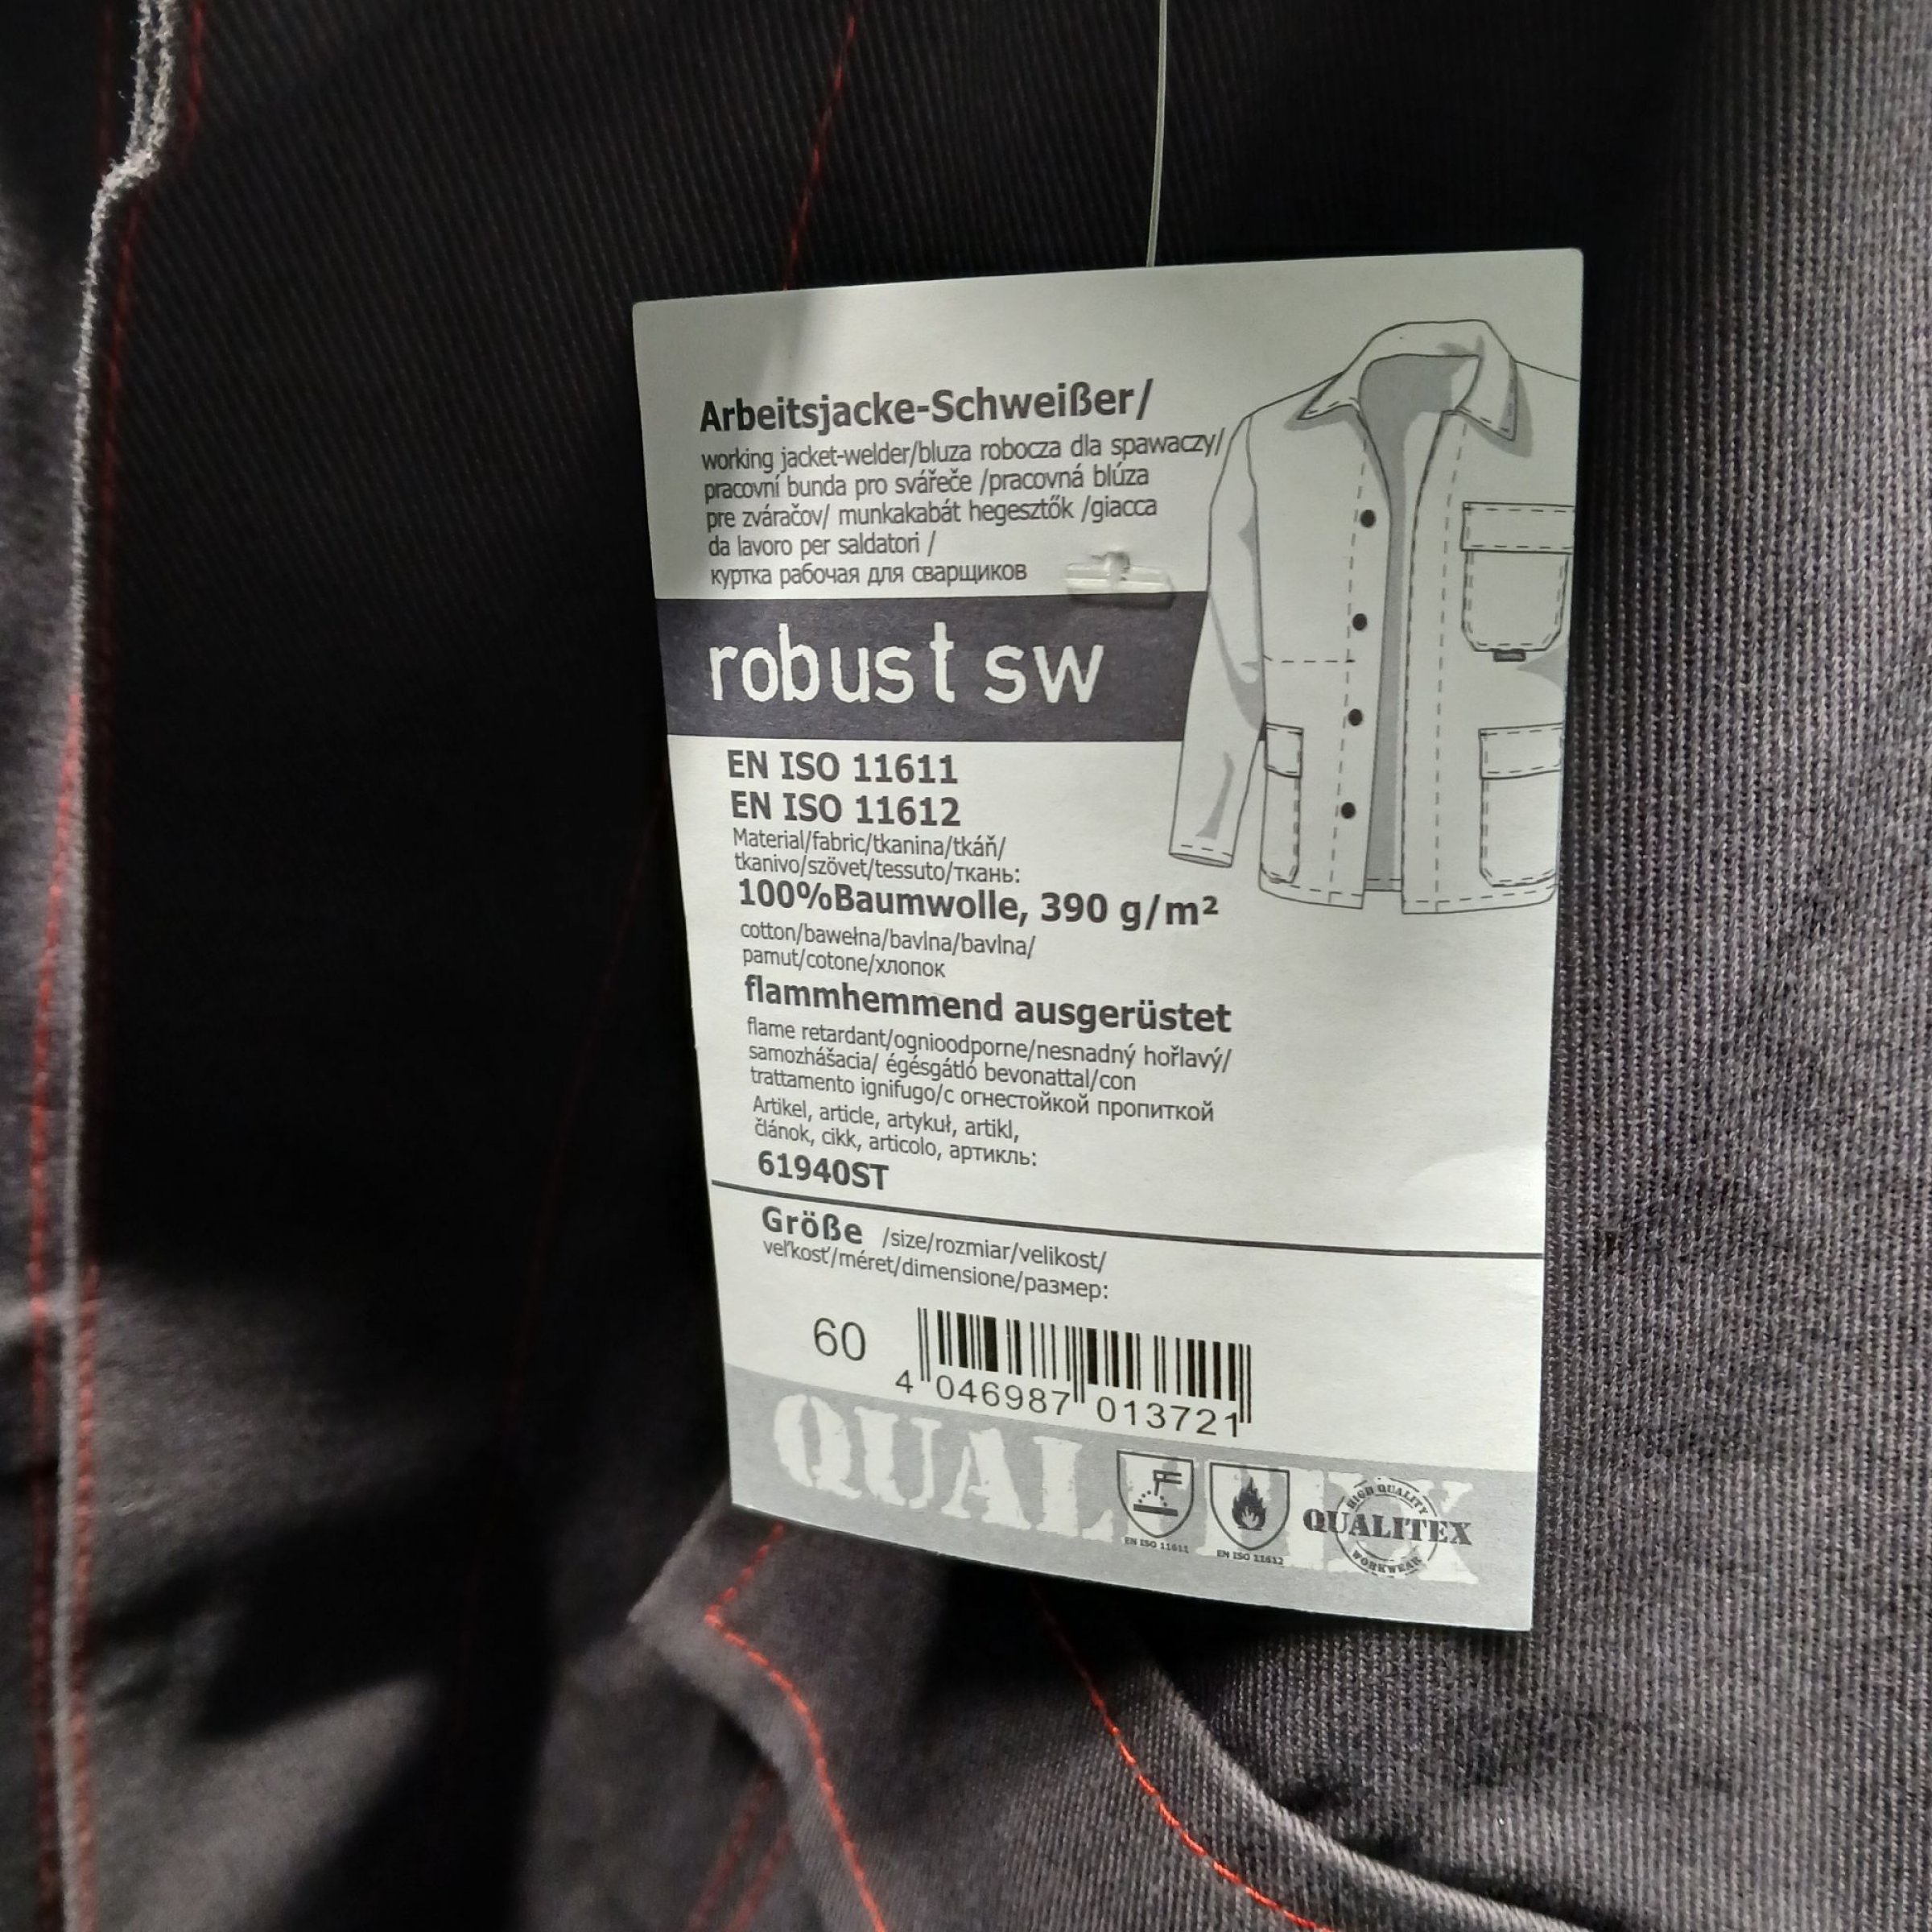 Arbeitsjacke-Schweißer/
working jacket-welder/bluza robocza dla spawaczy/
pracovní bunda pro svářeče /pracovná blúza
pre zváračov/ munkakabát hegesztők /giacca
da lavoro per saldatori /
куртка рабочая для сварщиков
robust sw
EN ISO 11611
EN ISO 11612
Material/fabric/tkanina/tkáň/
tkanivo/szövet/tessuto/ткань:
100%Baumwolle, 390 g/m²
cotton/bawełna/bavlna/bavlna/
pamut/cotone/хлопок
flammhemmend ausgerüstet
flame retardant/ognioodporne/nesnadný hořlavý/
samozhášacia/ égésgátló bevonattal/con
trattamento ignifugo/с огнестойкой пропиткой
Artikel, article, artykuł, artikl,
článok, cikk, articolo, артикль:
61940ST
Größe /size/rozmiar/velikost/
veľkosť/méret/dimensione/размер:
60
4 046987 013721
QUALITEX
EN ISO 11611
EN ISO 11612
HIGH QUALITY
QUALITEX
WORKWEAR